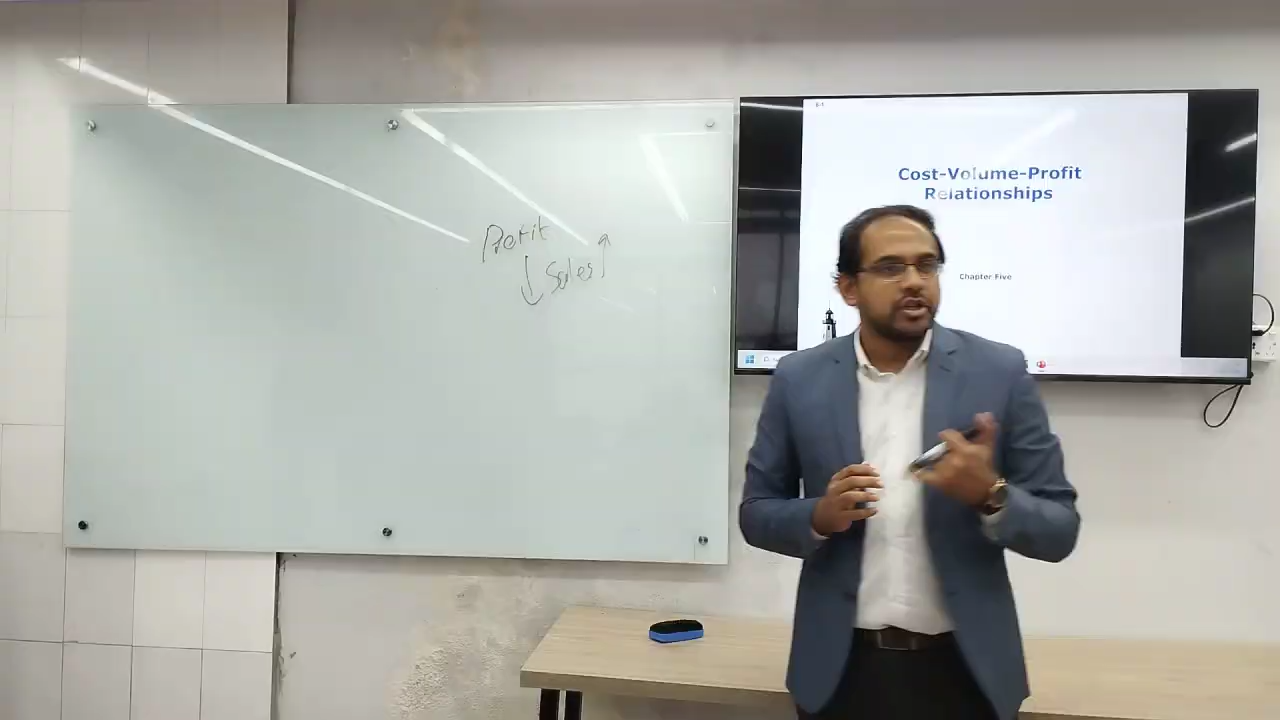 Profit
Sales
Cost-Volume-Profit
Relationships
Chapter Five